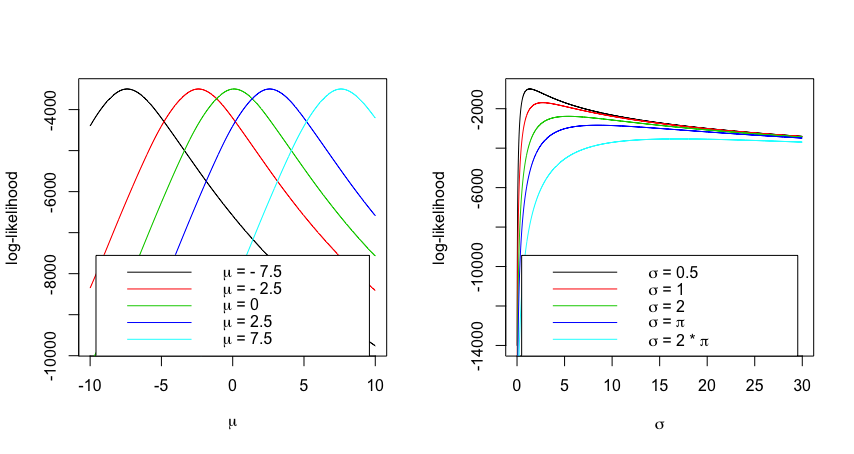 log-likelihood
-4000
-6000
-8000
-10000
μ = - 7.5
μ = - 2.5
μ = 0
μ = 2.5
μ = 7.5
-10 -5 0 5 10
μ
log-likelihood
-2000
-6000
-10000
-14000
σ = 0.5
σ = 1
σ = 2
σ = π
σ = 2 * π
0 5 10 15 20 25 30
σ